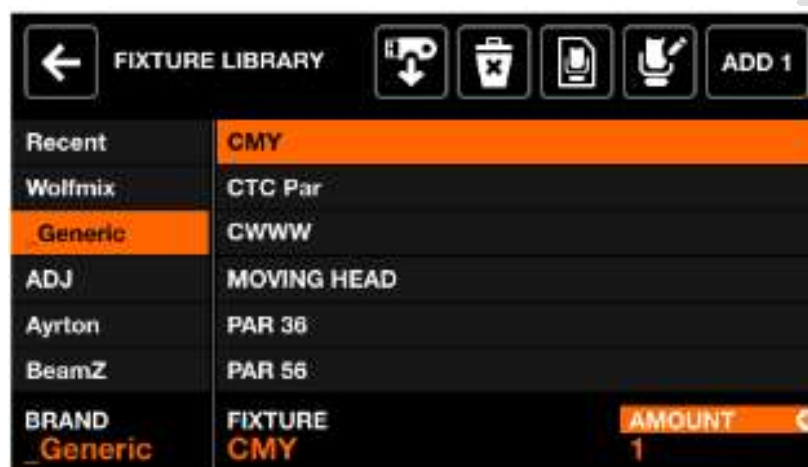 FIXTURE LIBRARY
ADD 1
Recent
CMY
Wolfmix
CTC Par
_Generic
CWWW
ADJ
MOVING HEAD
Ayrton
PAR 36
BeamZ
PAR 56
BRAND
FIXTURE
AMOUNT
_Generic
CMY
1